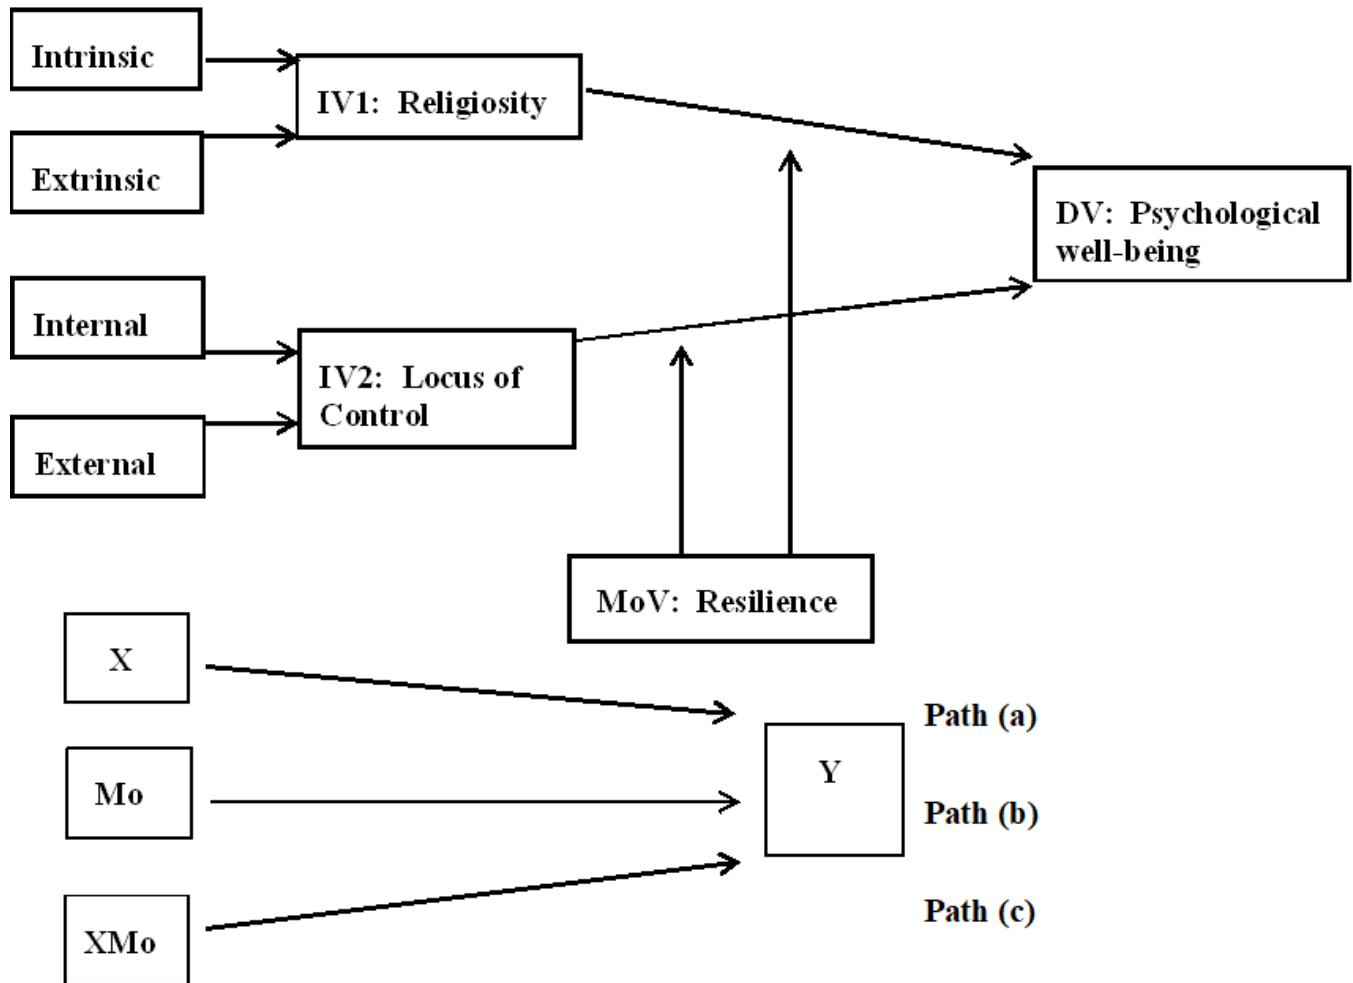 Intrinsic
IV1:  Religiosity
Extrinsic
DV:  Psychological
well-being
Internal
IV2:  Locus of
Control
External
MoV:  Resilience
X
Path (a)
Y
Mo
Path (b)
Path (c)
XMo